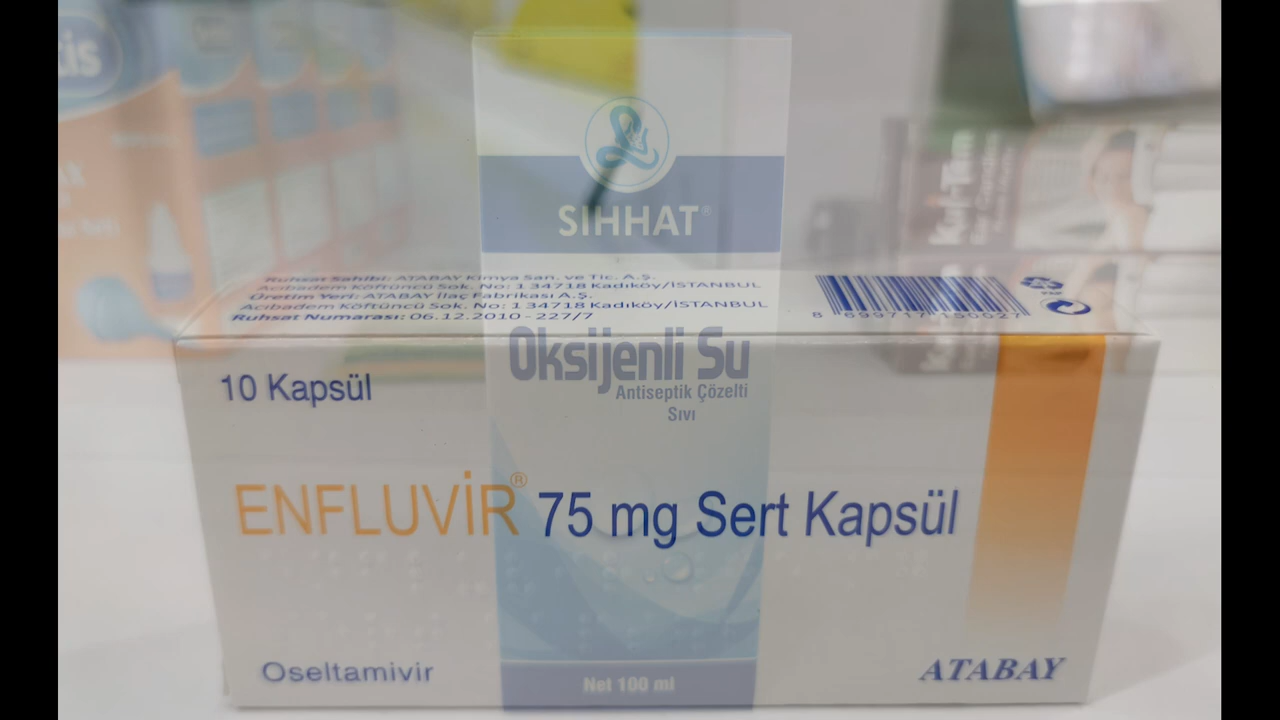 SIHHAT®
Ruhsat Sahibi: ATABAY Kimya San. ve Tic. A.Ş.
Acıbadem Köftüncü Sok. No: 1 34718 Kadıköy/İSTANBUL
Üretim Yeri: ATABAY İlaç Fabrikası A.Ş.
Acıbadem Köftüncü Sok. No: 1 34718 Kadıköy/İSTANBUL
Ruhsat Numarası: 06.12.2010 - 227/7
Oksijenli Su
Antiseptik Çözelti
Sıvı
10 Kapsül
ENFLUVİR® 75 mg Sert Kapsül
Oseltamivir
ATABAY
Net 100 ml